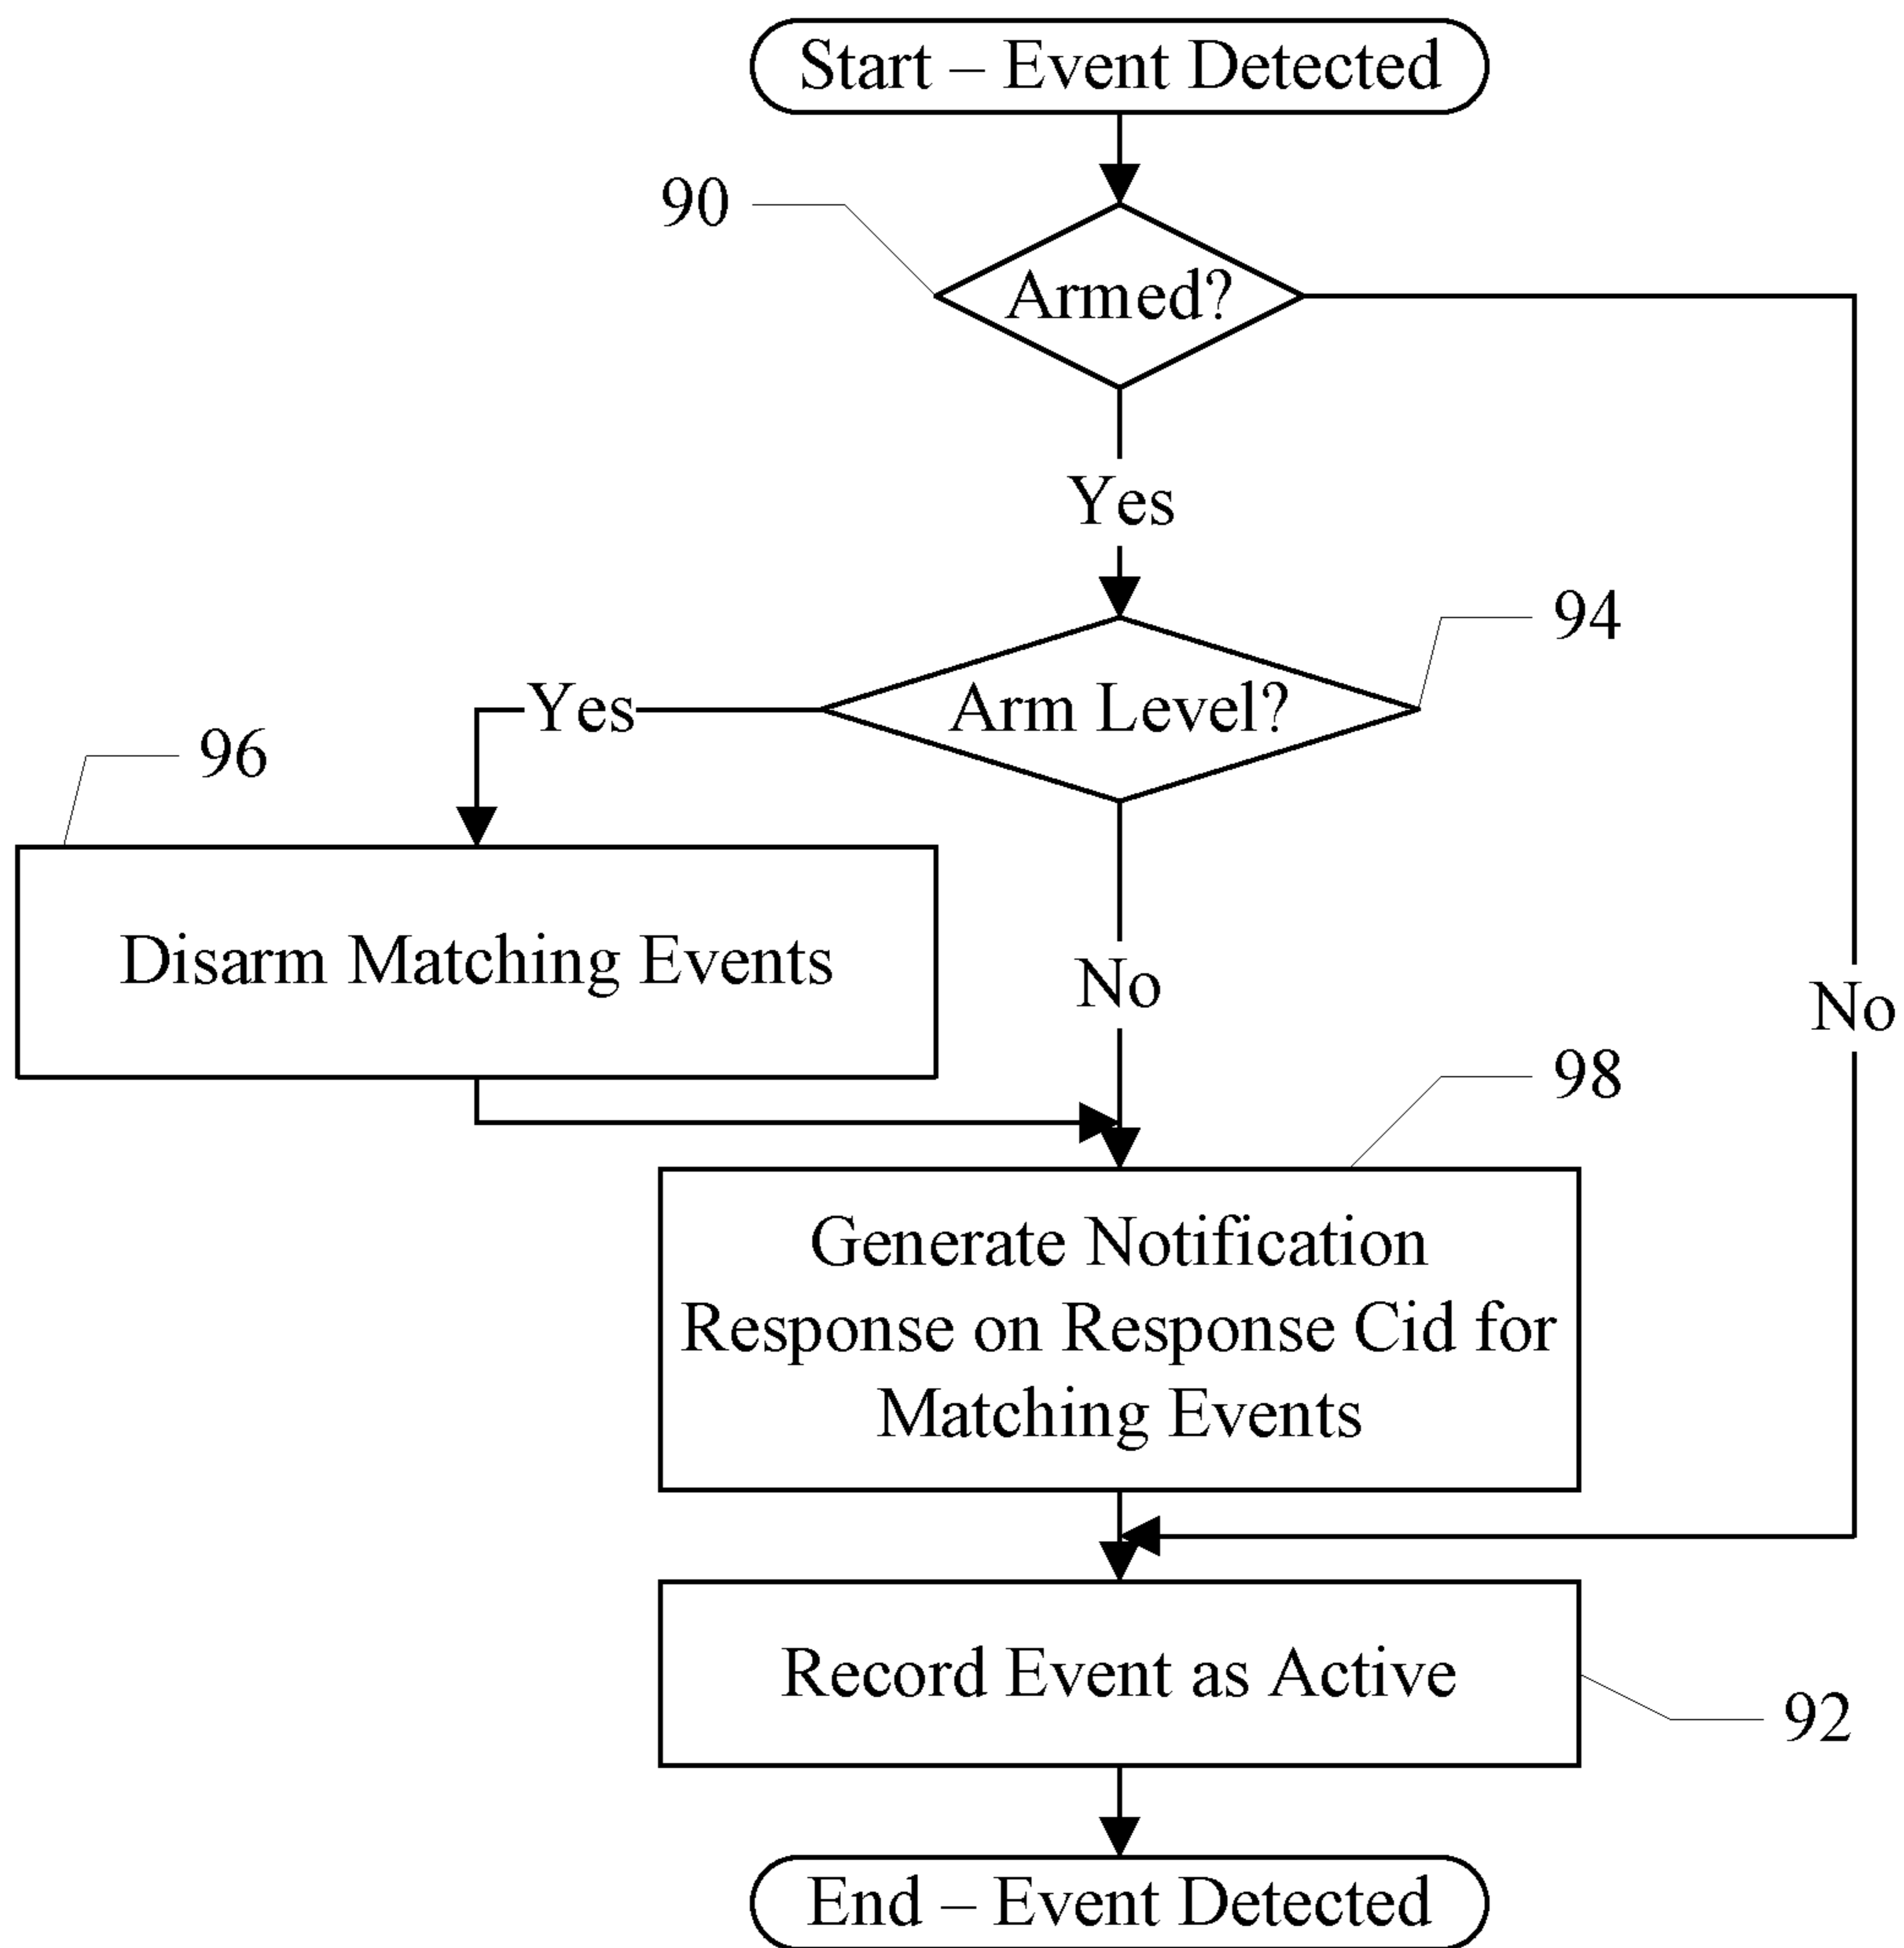 Start – Event Detected
90
Armed?
Yes
94
Arm Level?
Yes
96
Disarm Matching Events
No
No
98
Generate Notification
Response on Response Cid for
Matching Events
Record Event as Active
92
End – Event Detected